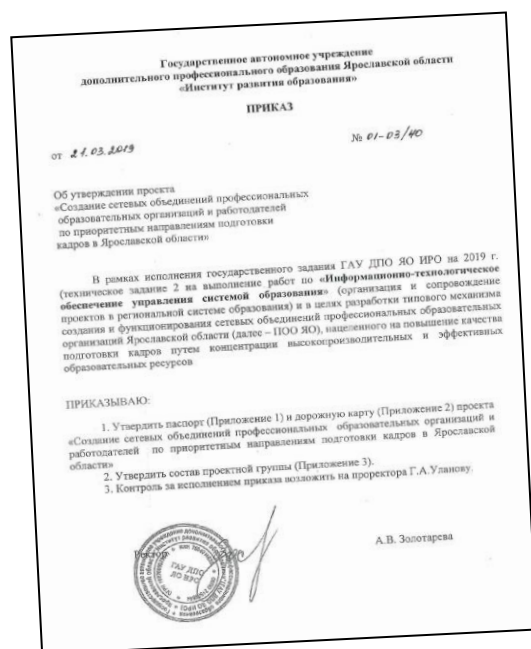 Государственное автономное учреждение
дополнительного профессионального образования Ярославской области
«Институт развития образования»
ПРИКАЗ
от 21.03.2019
№ 01-03/40
Об утверждении проекта
«Создание сетевых объединений профессиональных
образовательных организаций и работодателей
по приоритетным направлениям подготовки
кадров в Ярославской области»
В рамках исполнения государственного задания ГАУ ДПО ЯО ИРО на 2019 г.
(техническое задание 2 на выполнение работ по «Информационно-технологическое
обеспечение управления системой образования» (организация и сопровождение
проектов в региональной системе образования) и в целях разработки типового механизма
создания и функционирования сетевых объединений профессиональных образовательных
организаций Ярославской области (далее – ПОО ЯО), нацеленного на повышение качества
подготовки кадров путем концентрации высокопроизводительных и эффективных
образовательных ресурсов
ПРИКАЗЫВАЮ:
1. Утвердить паспорт (Приложение 1) и дорожную карту (Приложение 2) проекта
«Создание сетевых объединений профессиональных образовательных организаций и
работодателей по приоритетным направлениям подготовки кадров в Ярославской
области»
2. Утвердить состав проектной группы (Приложение 3).
3. Контроль за исполнением приказа возложить на проректора Г.А.Уланову.
Ректор
А.В. Золотарева
ГАУ ДПО
ЯО ИРО